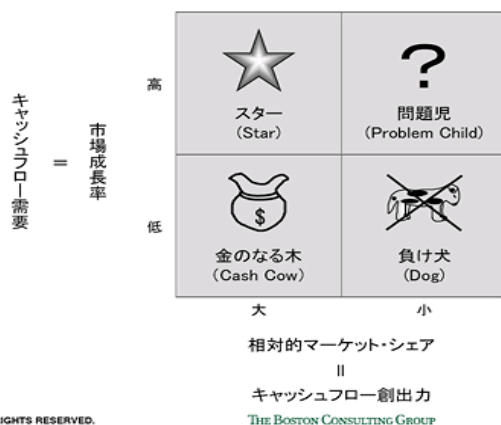 キャッシュフロー需要
＝
市場成長率
高
スター
(Star)
?
問題児
(Problem Child)
低
$
金のなる木
(Cash Cow)
負け犬
(Dog)
大
小
相対的マーケット・シェア
＝
キャッシュフロー創出力
IGHTS RESERVED.
THE BOSTON CONSULTING GROUP